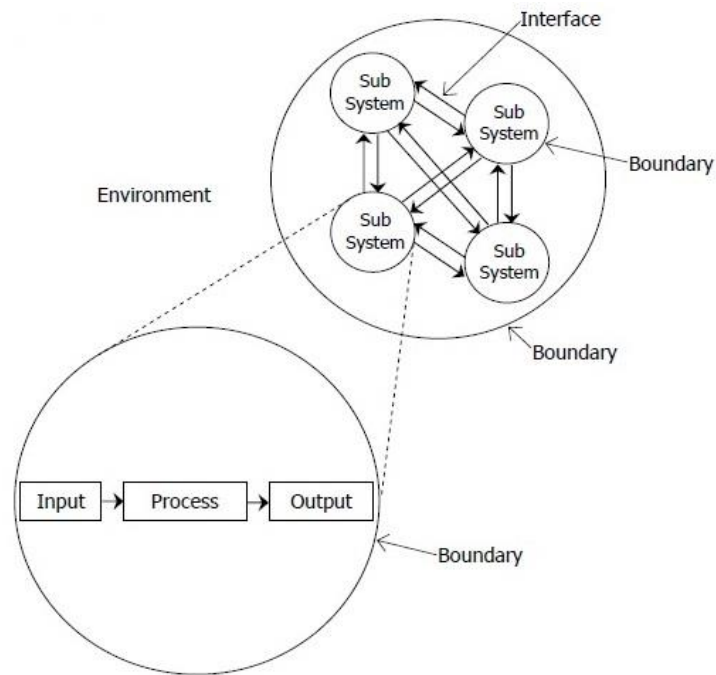 Interface
Sub
System
Sub
System
Boundary
Environment
Sub
System
Sub
System
Boundary
Input
Process
Output
Boundary